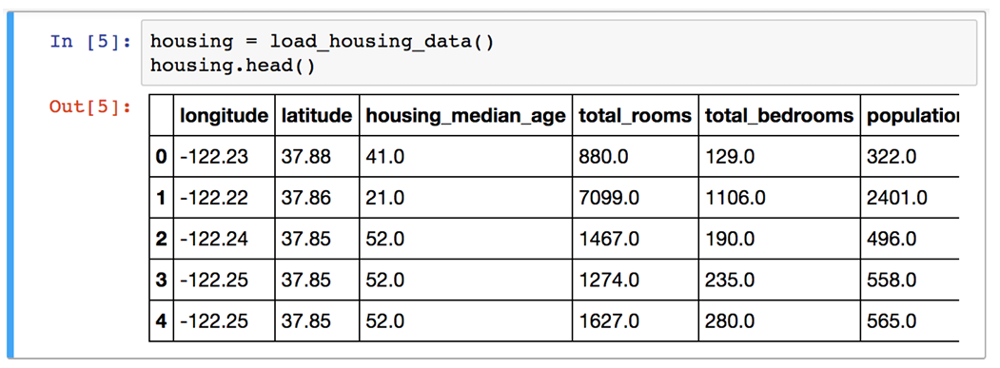 In [5]: housing = load_housing_data()
housing.head()
Out[5]:
longitude latitude housing_median_age total_rooms total_bedrooms population
0 -122.23 37.88 41.0 880.0 129.0 322.0
1 -122.22 37.86 21.0 7099.0 1106.0 2401.0
2 -122.24 37.85 52.0 1467.0 190.0 496.0
3 -122.25 37.85 52.0 1274.0 235.0 558.0
4 -122.25 37.85 52.0 1627.0 280.0 565.0